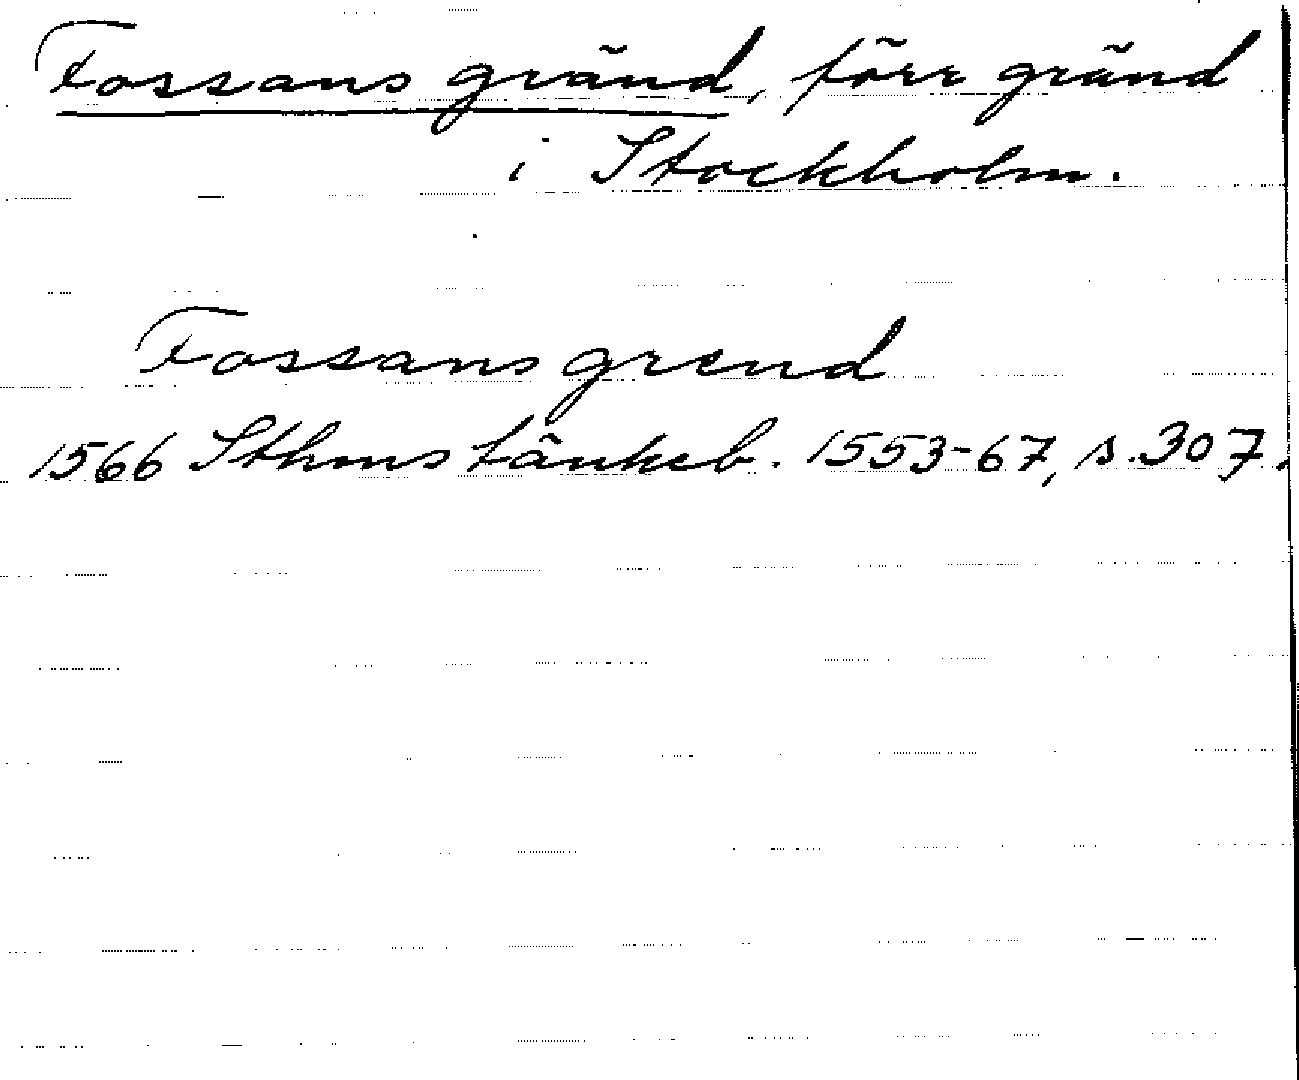 Fossans gränd, förr gränd
i Stockholm.
Fossans grend
1566 Sthms tänkeb. 1553-67, s. 307.